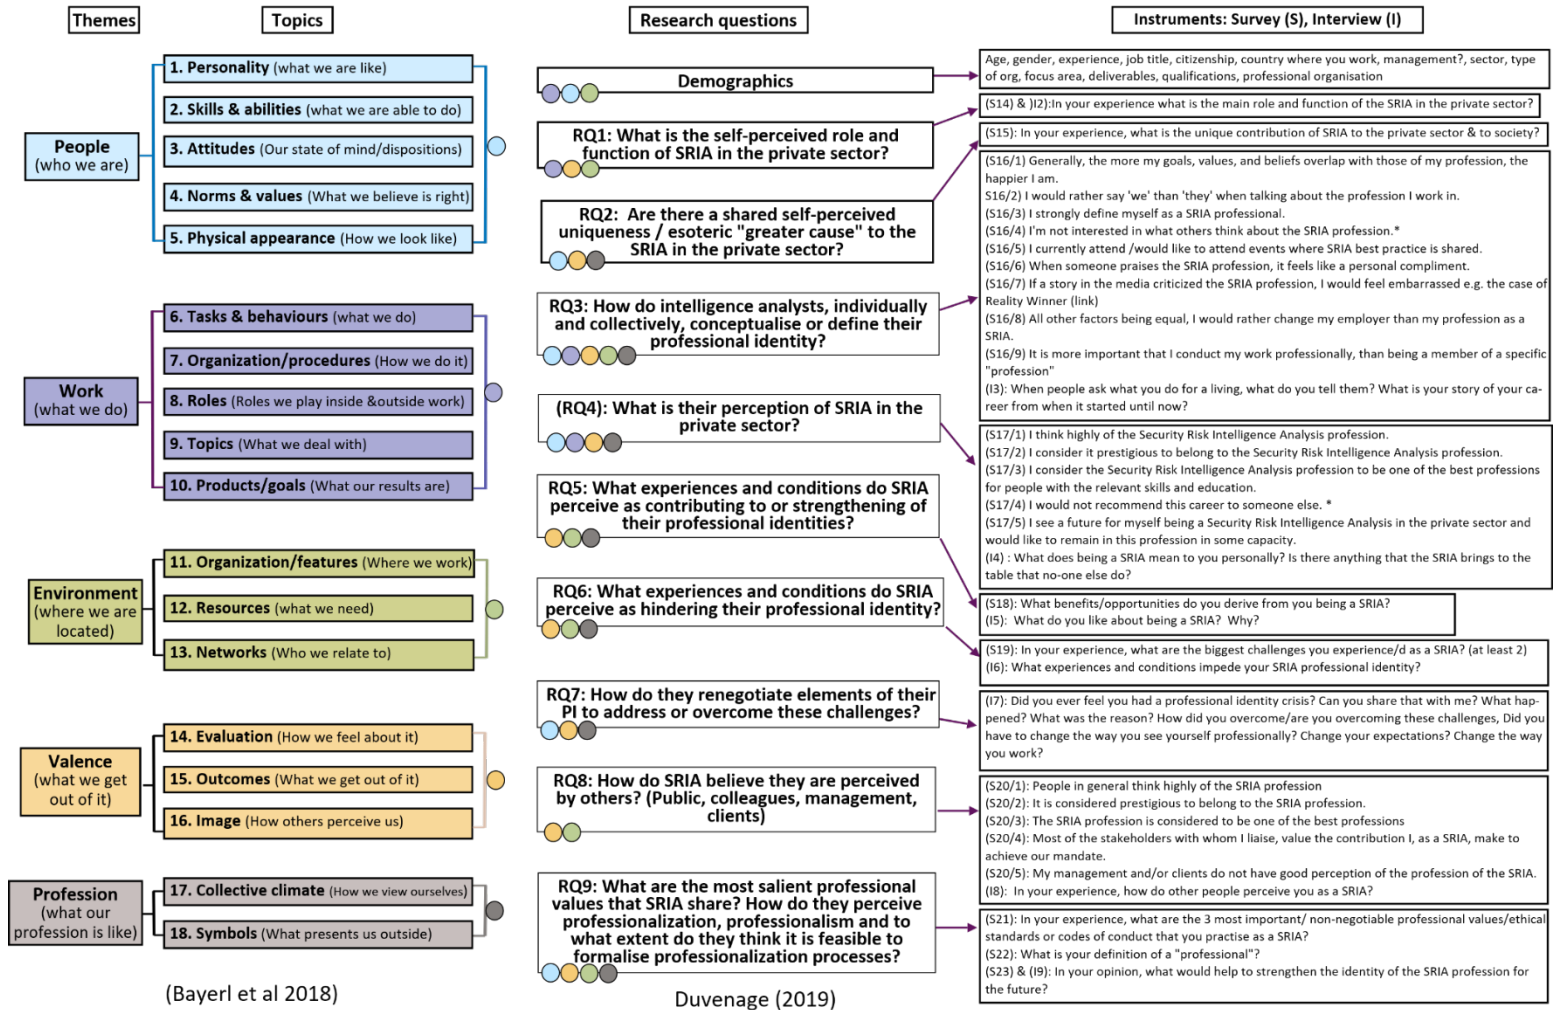 Themes
Topics
Research questions
Instruments: Survey (S), Interview (I)
People
(who we are)
1. Personality (what we are like)
2. Skills & abilities (what we are able to do)
3. Attitudes (Our state of mind/dispositions)
4. Norms & values (What we believe is right)
5. Physical appearance (How we look like)
Work
(what we do)
6. Tasks & behaviours (what we do)
7. Organization/procedures (How we do it)
8. Roles (Roles we play inside &outside work)
9. Topics (What we deal with)
10. Products/goals (What our results are)
Environment
(where we are
located)
11. Organization/features (Where we work)
12. Resources (what we need)
13. Networks (Who we relate to)
Valence
(what we get
out of it)
14. Evaluation (How we feel about it)
15. Outcomes (What we get out of it)
16. Image (How others perceive us)
Profession
(what our
profession is like)
17. Collective climate (How we view ourselves)
18. Symbols (What presents us outside)
(Bayerl et al 2018)
Demographics
RQ1: What is the self-perceived role and
function of SRIA in the private sector?
RQ2: Are there a shared self-perceived
uniqueness / esoteric "greater cause" to the
SRIA in the private sector?
RQ3: How do intelligence analysts, individually
and collectively, conceptualise or define their
professional identity?
(RQ4): What is their perception of SRIA in the
private sector?
RQ5: What experiences and conditions do SRIA
perceive as contributing to or strengthening of
their professional identities?
RQ6: What experiences and conditions do SRIA
perceive as hindering their professional identity?
RQ7: How do they renegotiate elements of their
PI to address or overcome these challenges?
RQ8: How do SRIA believe they are perceived
by others? (Public, colleagues, management,
clients)
RQ9: What are the most salient professional
values that SRIA share? How do they perceive
professionalization, professionalism and to
what extent do they think it is feasible to
formalise professionalization processes?
Duvenage (2019)
Age, gender, experience, job title, citizenship, country where you work, management?, sector, type
of org, focus area, deliverables, qualifications, professional organisation
(S14) & )I2):In your experience what is the main role and function of the SRIA in the private sector?
(S15): In your experience, what is the unique contribution of SRIA to the private sector & to society?
(S16/1) Generally, the more my goals, values, and beliefs overlap with those of my profession, the
happier I am.
S16/2) I would rather say 'we' than 'they' when talking about the profession I work in.
(S16/3) I strongly define myself as a SRIA professional.
(S16/4) I'm not interested in what others think about the SRIA profession.*
(S16/5) I currently attend /would like to attend events where SRIA best practice is shared.
(S16/6) When someone praises the SRIA profession, it feels like a personal compliment.
(S16/7) If a story in the media criticized the SRIA profession, I would feel embarrassed e.g. the case of
Reality Winner (link)
(S16/8) All other factors being equal, I would rather change my employer than my profession as a
SRIA.
(S16/9) It is more important that I conduct my work professionally, than being a member of a specific
"profession"
(I3): When people ask what you do for a living, what do you tell them? What is your story of your ca-
reer from when it started until now?
(S17/1) I think highly of the Security Risk Intelligence Analysis profession.
(S17/2) I consider it prestigious to belong to the Security Risk Intelligence Analysis profession.
(S17/3) I consider the Security Risk Intelligence Analysis profession to be one of the best professions
for people with the relevant skills and education.
(S17/4) I would not recommend this career to someone else. *
(S17/5) I see a future for myself being a Security Risk Intelligence Analysis in the private sector and
would like to remain in this profession in some capacity.
(I4) : What does being a SRIA mean to you personally? Is there anything that the SRIA brings to the
table that no-one else do?
(S18): What benefits/opportunities do you derive from you being a SRIA?
(I5): What do you like about being a SRIA? Why?
(S19): In your experience, what are the biggest challenges you experience/d as a SRIA? (at least 2)
(I6): What experiences and conditions impede your SRIA professional identity?
(I7): Did you ever feel you had a professional identity crisis? Can you share that with me? What hap-
pened? What was the reason? How did you overcome/are you overcoming these challenges, Did you
have to change the way you see yourself professionally? Change your expectations? Change the way
you work?
(S20/1): People in general think highly of the SRIA profession
(S20/2): It is considered prestigious to belong to the SRIA profession.
(S20/3): The SRIA profession is considered to be one of the best professions
(S20/4): Most of the stakeholders with whom I liaise, value the contribution I, as a SRIA, make to
achieve our mandate.
(S20/5): My management and/or clients do not have good perception of the profession of the SRIA.
(I8): In your experience, how do other people perceive you as a SRIA?
(S21): In your experience, what are the 3 most important/ non-negotiable professional values/ethical
standards or codes of conduct that you practise as a SRIA?
(S22): What is your definition of a "professional"?
(S23) & (I9): In your opinion, what would help to strengthen the identity of the SRIA profession for
the future?